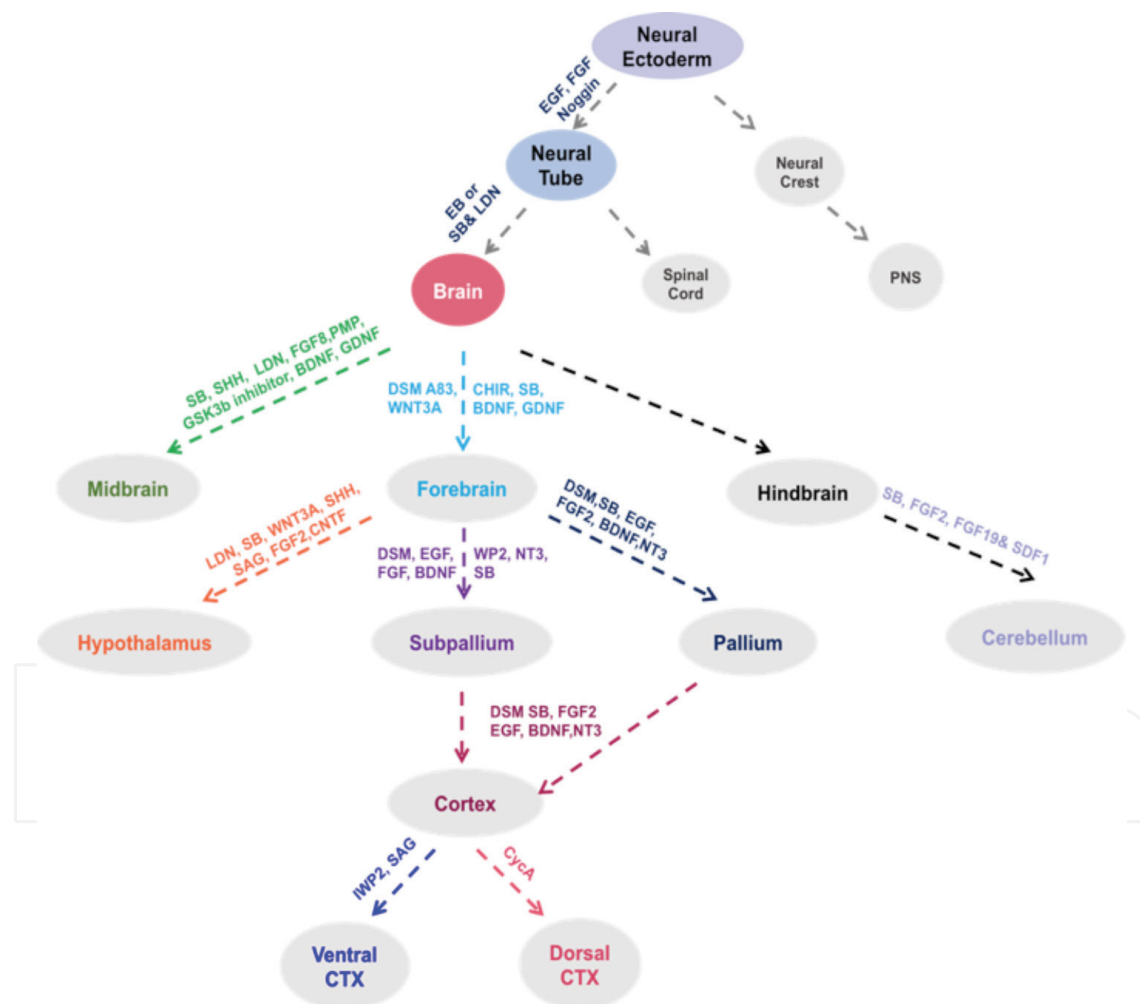 Neural
Ectoderm
EGF, FGF
Noggin
Neural
Tube
Neural
Crest
EB or
SB& LDN
Brain
Spinal
Cord
PNS
SB, SHH, LDN, FGF8,PMP,
GSK3b inhibitor, BDNF, GDNF
DSM A83,
WNT3A
CHIR, SB,
BDNF, GDNF
Midbrain
Forebrain
Hindbrain
LDN, SB, WNT3A, SHH,
SAG, FGF2,CNTF
DSM, EGF,
FGF, BDNF
WP2, NT3,
SB
DSM,SB, EGF,
FGF2, BDNF,NT3
SB, FGF2, FGF19& SDF1
Hypothalamus
Subpallium
Pallium
Cerebellum
DSM SB, FGF2
EGF, BDNF,NT3
Cortex
IWP2, SAG
CycA
Ventral
CTX
Dorsal
CTX